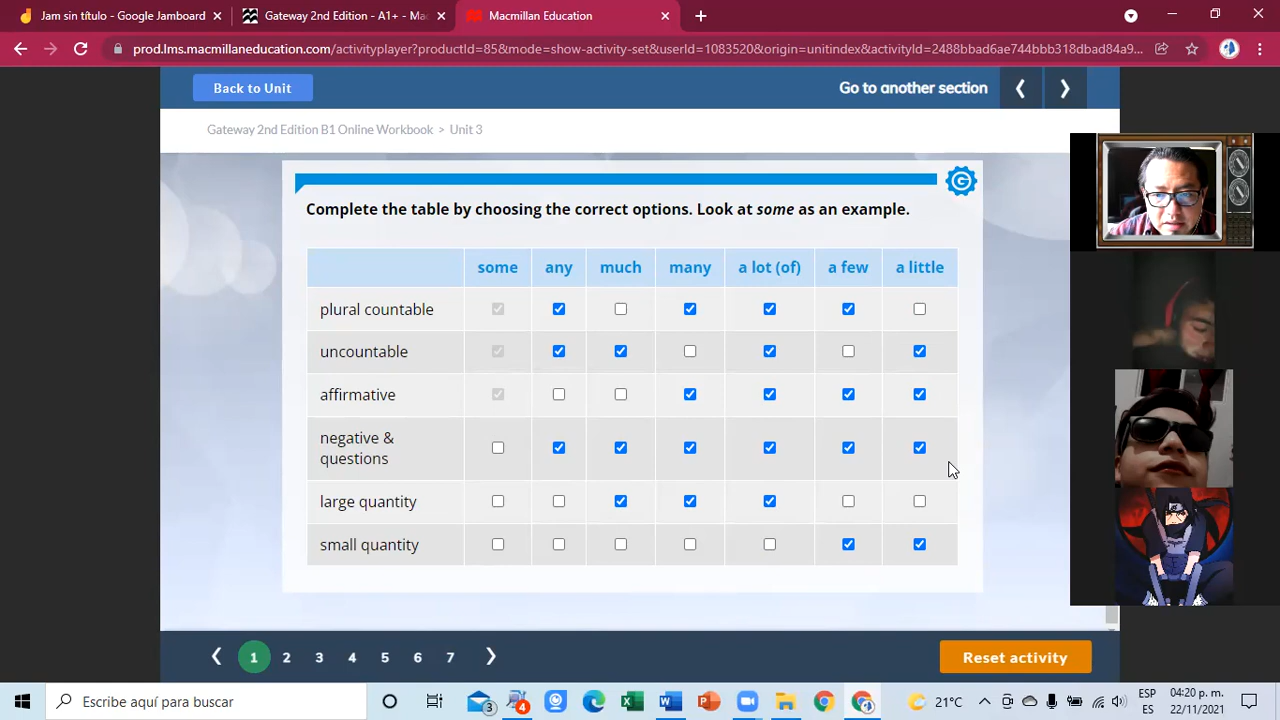 Jam sin título - Google Jamboard
Gateway 2nd Edition - A1+ - Mac
Macmillan Education
prod.lms.macmillaneducation.com/activityplayer?productId=85&mode=show-activity-set&userId=1083520&origin=unitindex&activityId=2488bbad6ae744bbb318dbad84a9...
Back to Unit
Go to another section
Gateway 2nd Edition B1 Online Workbook > Unit 3
G
Complete the table by choosing the correct options. Look at some as an example.
some any much many a lot (of) a few a little
plural countable
uncountable
affirmative
negative &
questions
large quantity
small quantity
1 2 3 4 5 6 7
Reset activity
Escribe aquí para buscar
3
4
21°C
ESP
ES
04:20 p. m.
22/11/2021